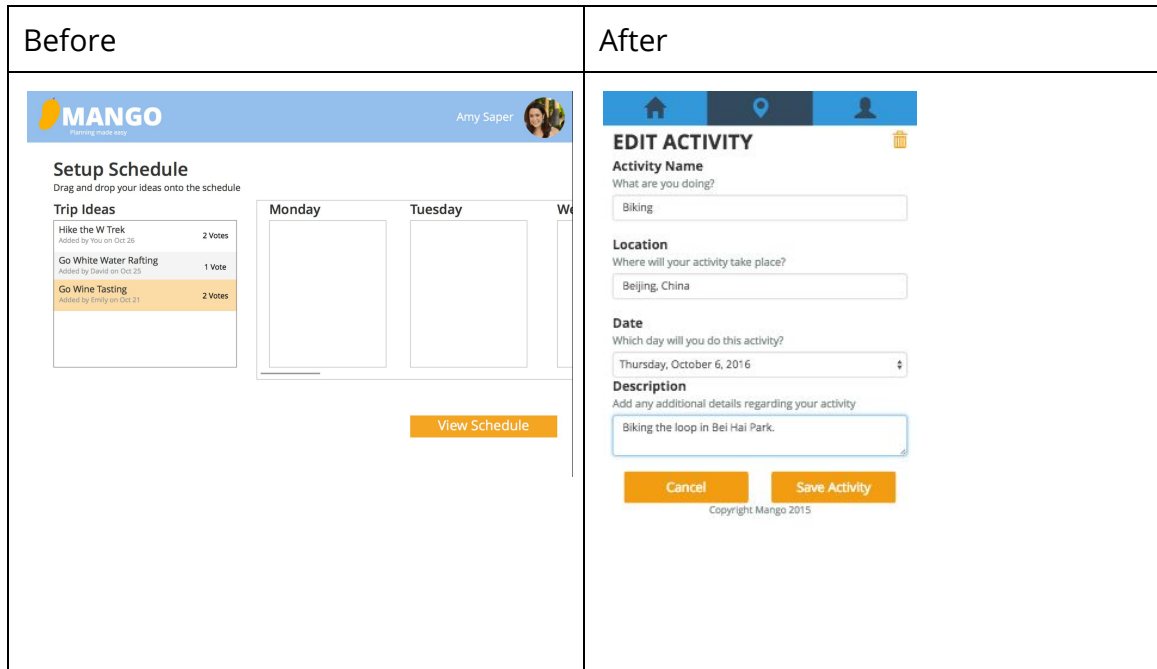 Before
After
MANGO
Planning made easy
Amy Saper
Setup Schedule
Drag and drop your ideas onto the schedule
Trip Ideas
Monday
Tuesday
We
Hike the W Trek
Added by You on Oct 26
2 Votes
Go White Water Rafting
Added by David on Oct 25
1 Vote
Go Wine Tasting
Added by Emily on Oct 21
2 Votes
View Schedule
EDIT ACTIVITY
Activity Name
What are you doing?
Biking
Location
Where will your activity take place?
Beijing, China
Date
Which day will you do this activity?
Thursday, October 6, 2016
Description
Add any additional details regarding your activity
Biking the loop in Bei Hai Park.
Cancel
Save Activity
Copyright Mango 2015